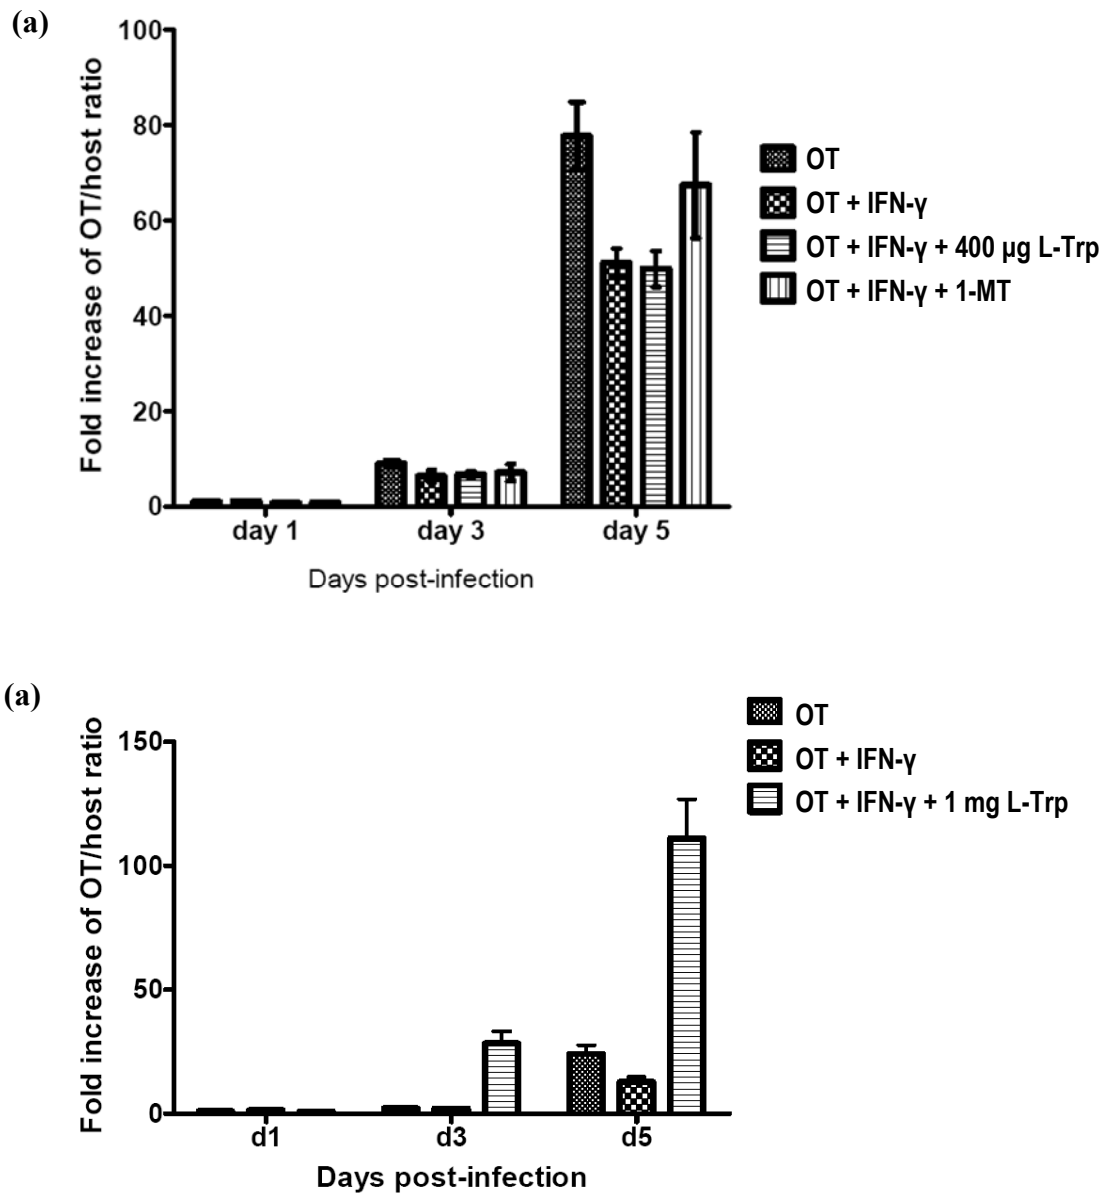 (a)
Fold increase of OT/host ratio
100
80
60
40
20
0
day 1 day 3 day 5
Days post-infection
OT
OT + IFN-γ
OT + IFN-γ + 400 µg L-Trp
OT + IFN-γ + 1-MT
(a)
Fold increase of OT/host ratio
150
100
50
0
d1 d3 d5
Days post-infection
OT
OT + IFN-γ
OT + IFN-γ + 1 mg L-Trp